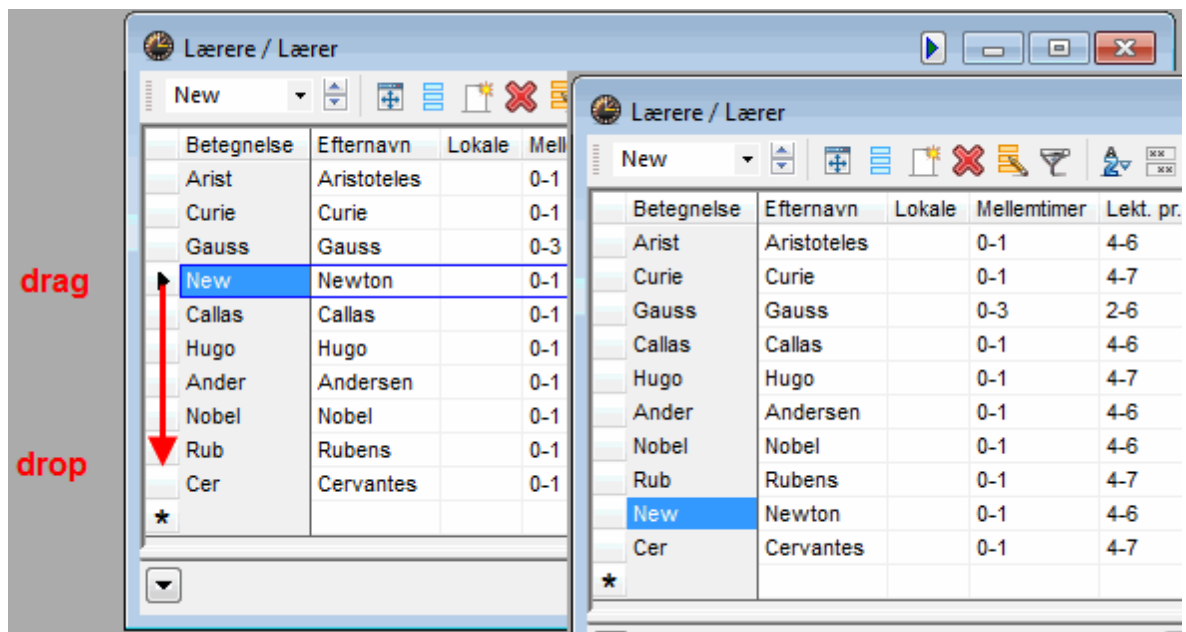 Lærere / Lærer
New
Betegnelse Efternavn Lokale Mell
Arist Aristoteles 0-1
Curie Curie 0-1
Gauss Gauss 0-3
New Newton 0-1
Callas Callas 0-1
Hugo Hugo 0-1
Ander Andersen 0-1
Nobel Nobel 0-1
Rub Rubens 0-1
Cer Cervantes 0-1
*
drag
drop
Lærere / Lærer
New
Betegnelse Efternavn Lokale Mellemtimer Lekt. pr.
Arist Aristoteles 0-1 4-6
Curie Curie 0-1 4-7
Gauss Gauss 0-3 2-6
Callas Callas 0-1 4-6
Hugo Hugo 0-1 4-7
Ander Andersen 0-1 4-6
Nobel Nobel 0-1 4-6
Rub Rubens 0-1 4-7
New Newton 0-1 4-6
Cer Cervantes 0-1 4-7
*